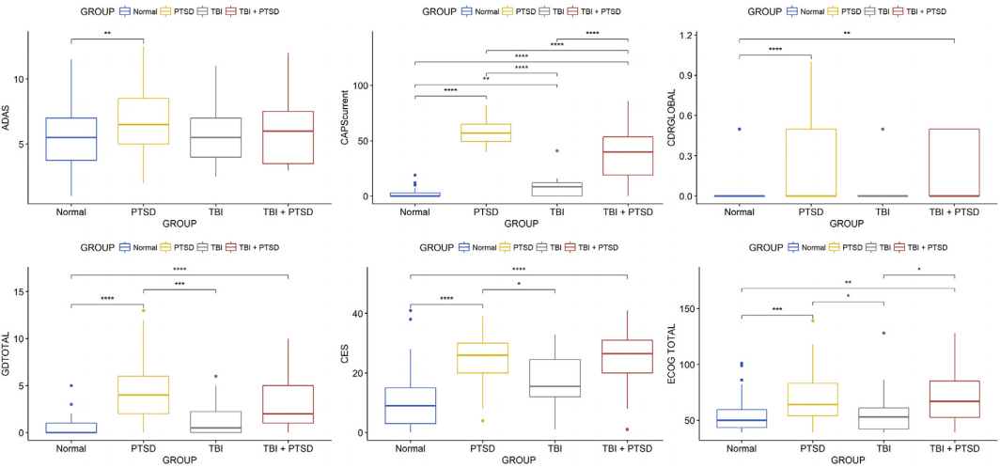 GROUP Normal PTSD TBI TBI + PTSD
**
ADAS
10
5
Normal PTSD TBI TBI + PTSD
GROUP
GROUP Normal PTSD TBI TBI + PTSD
****
****
****
****
**
****
CAPScurrent
100
50
0
Normal PTSD TBI TBI + PTSD
GROUP
GROUP Normal PTSD TBI TBI + PTSD
**
****
CDRGLOBAL
1.2
0.9
0.6
0.3
0.0
Normal PTSD TBI TBI + PTSD
GROUP
GROUP Normal PTSD TBI TBI + PTSD
****
***
****
GDTOTAL
15
10
5
0
Normal PTSD TBI TBI + PTSD
GROUP
GROUP Normal PTSD TBI TBI + PTSD
****
*
****
CES
40
20
0
Normal PTSD TBI TBI + PTSD
GROUP
GROUP Normal PTSD TBI TBI + PTSD
*
**
*
***
ECOG TOTAL
150
100
50
Normal PTSD TBI TBI + PTSD
GROUP